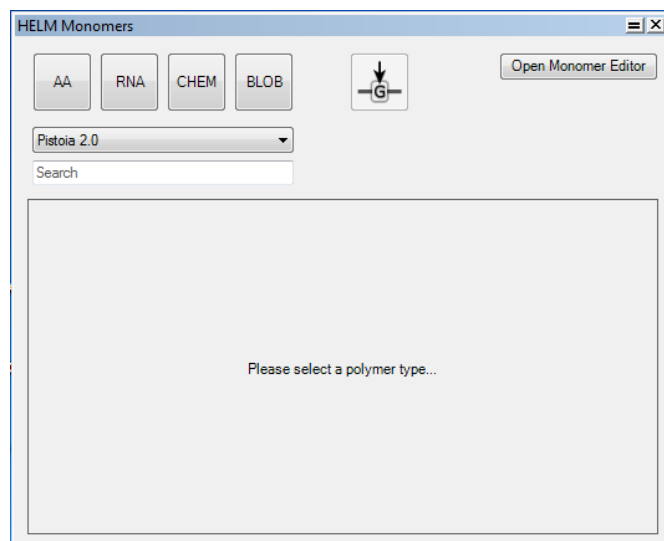 HELM Monomers
AA RNA CHEM BLOB G Open Monomer Editor
Pistoia 2.0
Search
Please select a polymer type...